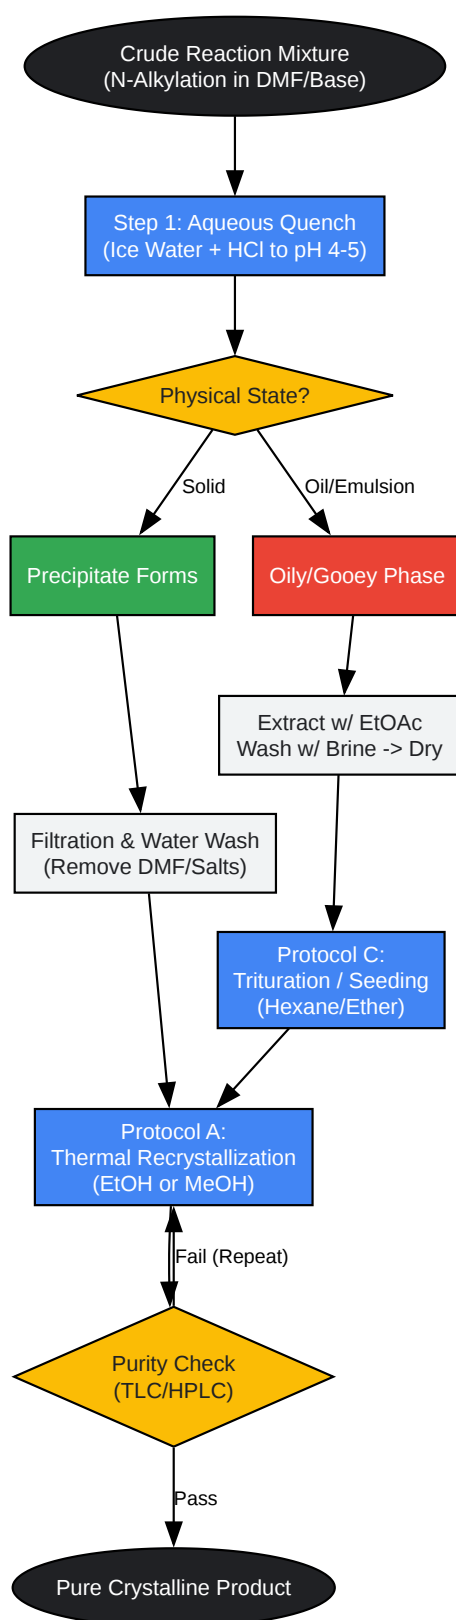 Crude Reaction Mixture
(N-Alkylation in DMF/Base)
Step 1: Aqueous Quench
(Ice Water + HCl to pH 4-5)
Physical State?
Solid
Oil/Emulsion
Precipitate Forms
Oily/Gooey Phase
Extract w/ EtOAc
Wash w/ Brine -> Dry
Filtration & Water Wash
(Remove DMF/Salts)
Protocol C:
Trituration / Seeding
(Hexane/Ether)
Protocol A:
Thermal Recrystallization
(EtOH or MeOH)
Fail (Repeat)
Purity Check
(TLC/HPLC)
Pass
Pure Crystalline Product